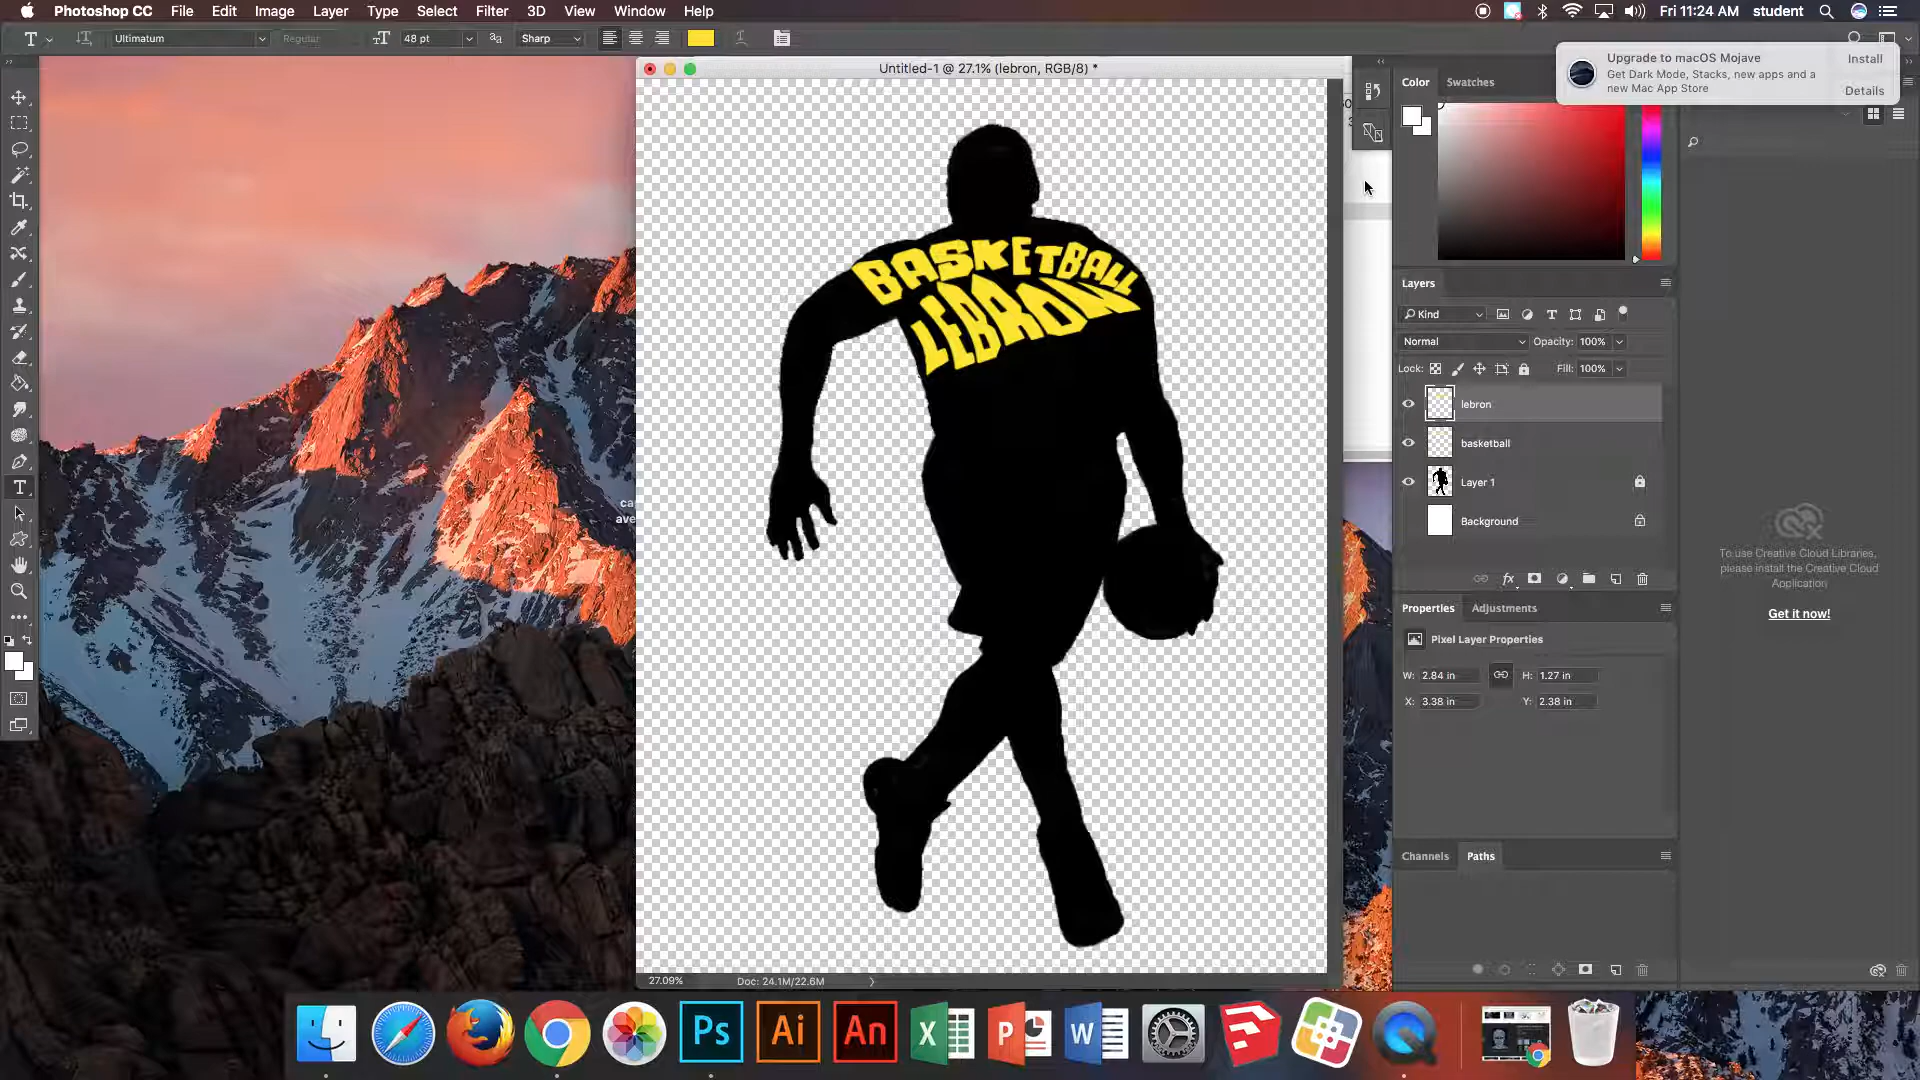 Photoshop CC File Edit Image Layer Type Select Filter 3D View Window Help Fri 11:24 AM student
Ultimatum Regular 48 pt Sharp
Upgrade to macOS Mojave
Get Dark Mode, Stacks, new apps and a
new Mac App Store
Install
Details
Untitled-1 @ 27.1% (lebron, RGB/8) *
BASKETBALL
LEBRON
ca
ave
27.09% Doc: 24.1M/22.6M
Color Swatches
Layers
Kind
Normal Opacity: 100%
Lock: Fill: 100%
lebron
basketball
Layer 1
Background
Properties Adjustments
Pixel Layer Properties
W: 2.84 in H: 1.27 in
X: 3.38 in Y: 2.38 in
Channels Paths
To use Creative Cloud Libraries,
please install the Creative Cloud
Application
Get it now!
Ps Ai An X P W